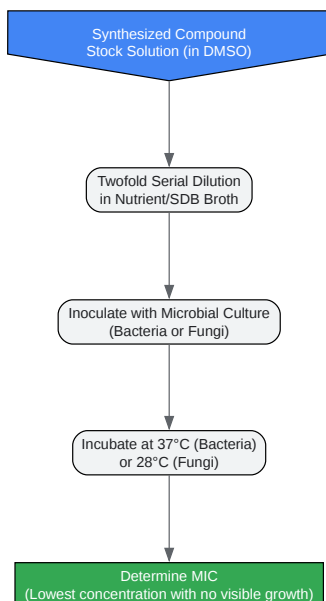 Synthesized Compound
Stock Solution (in DMSO)
Twofold Serial Dilution
in Nutrient/SDB Broth
Inoculate with Microbial Culture
(Bacteria or Fungi)
Incubate at 37°C (Bacteria)
or 28°C (Fungi)
Determine MIC
(Lowest concentration with no visible growth)